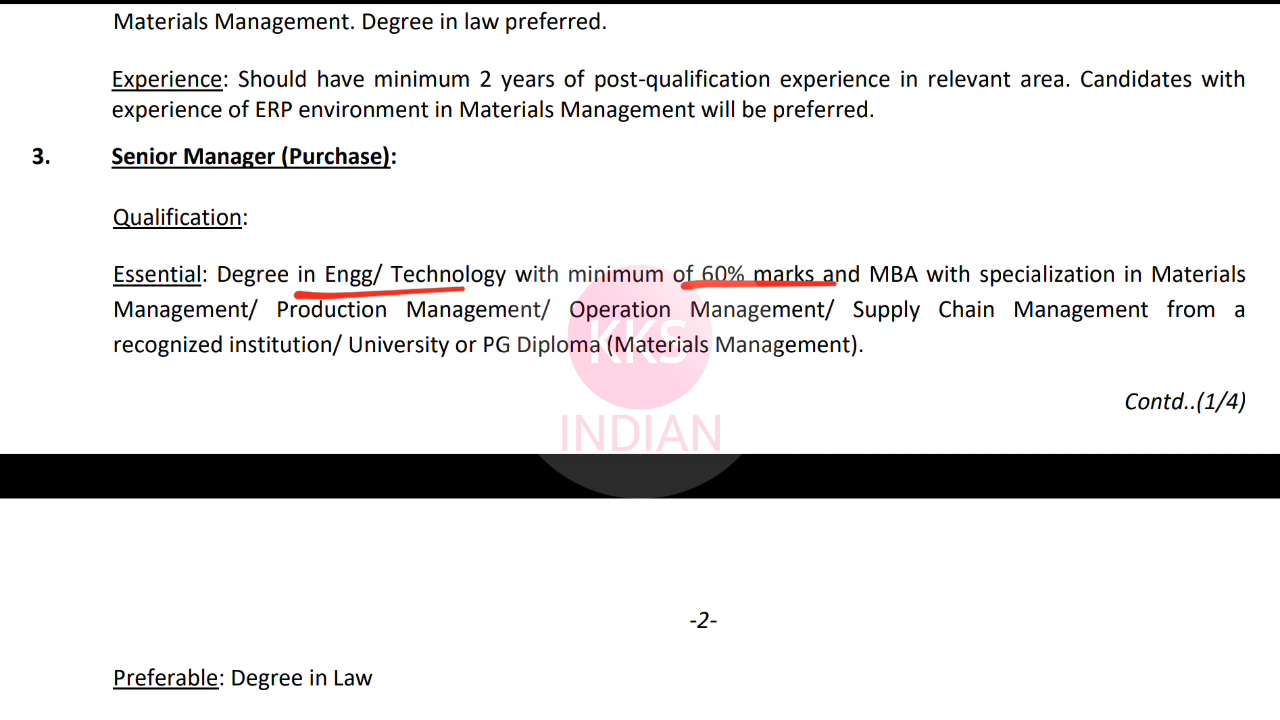 Materials Management. Degree in law preferred.
Experience: Should have minimum 2 years of post-qualification experience in relevant area. Candidates with
experience of ERP environment in Materials Management will be preferred.
3. Senior Manager (Purchase):
Qualification:
Essential: Degree in Engg/ Technology with minimum of 60% marks and MBA with specialization in Materials
Management/ Production Management/ Operation Management/ Supply Chain Management from a
recognized institution/ University or PG Diploma (Materials Management).
KKS
Contd..(1/4)
INDIAN
-2-
Preferable: Degree in Law